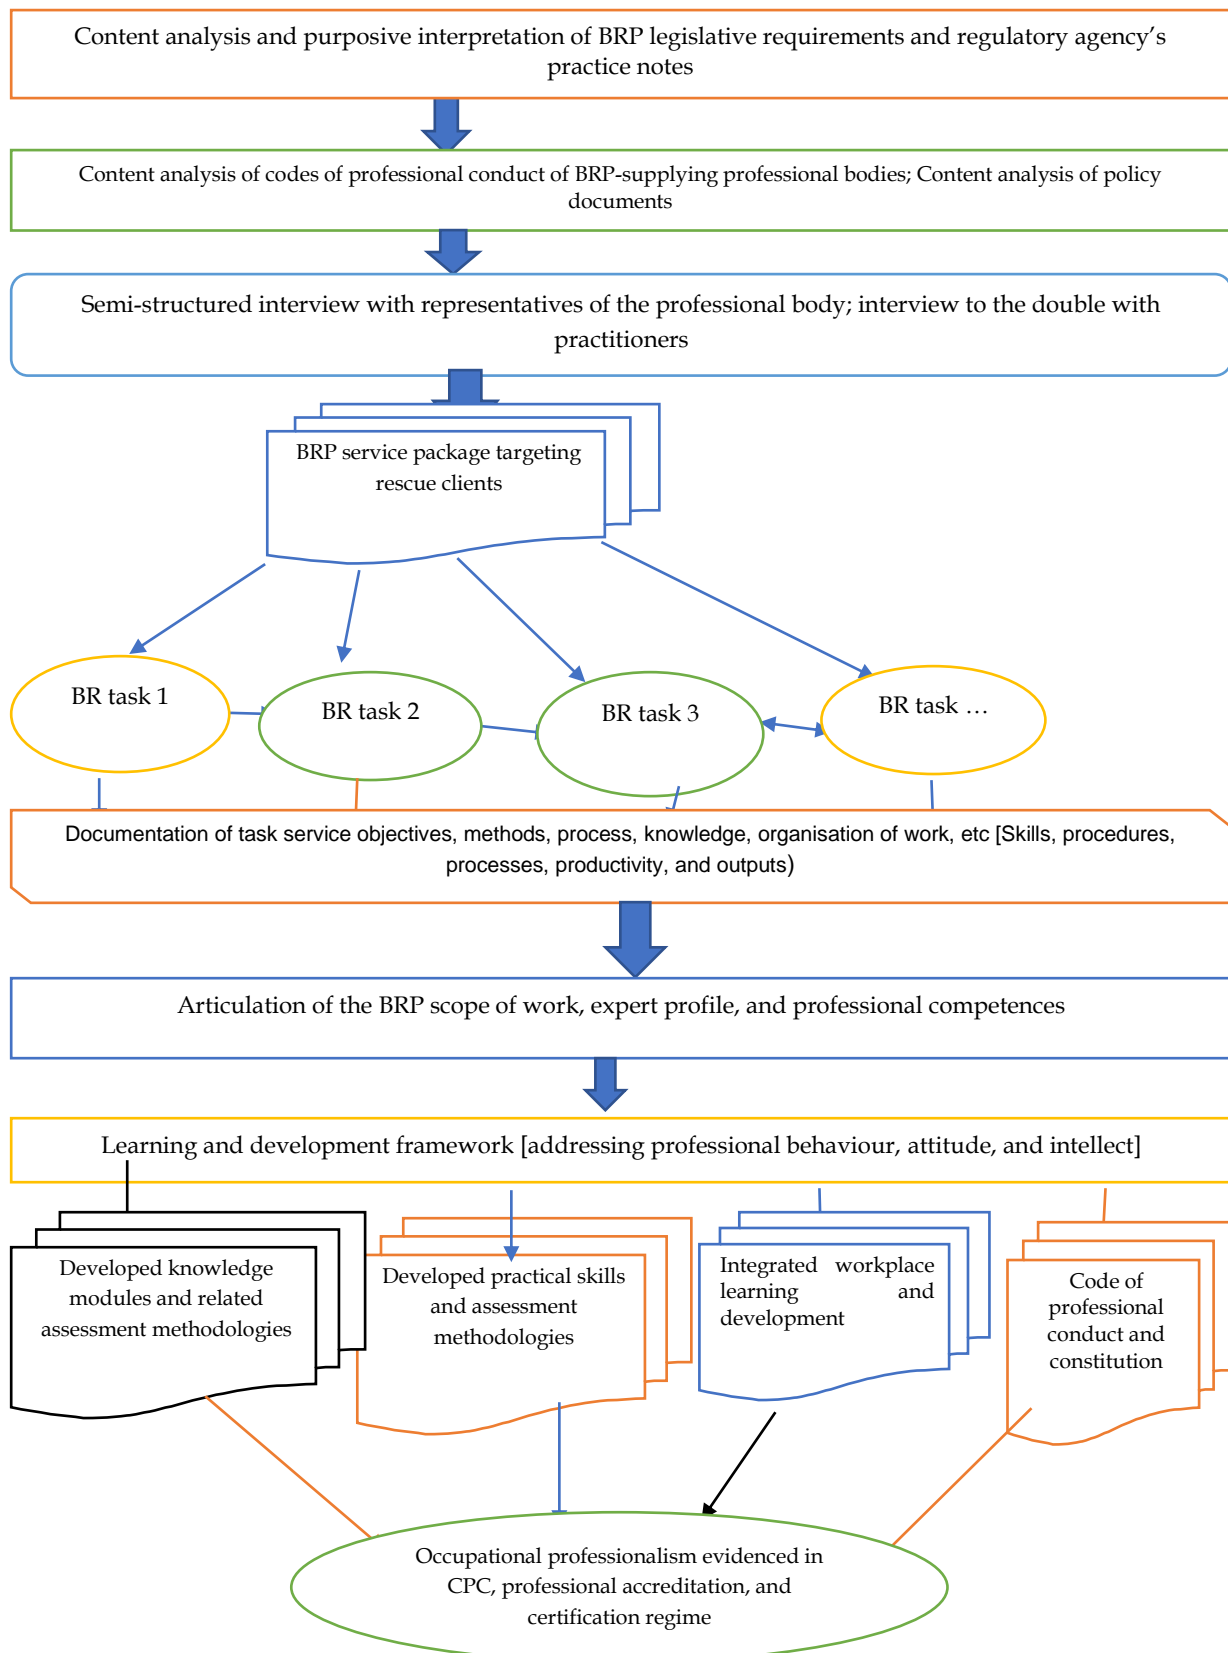 Content analysis and purposive interpretation of BRP legislative requirements and regulatory agency’s
practice notes
Content analysis of codes of professional conduct of BRP-supplying professional bodies; Content analysis of policy
documents
Semi-structured interview with representatives of the professional body; interview to the double with
practitioners
BRP service package targeting
rescue clients
BR task 1
BR task 2
BR task 3
BR task …
Documentation of task service objectives, methods, process, knowledge, organisation of work, etc [Skills, procedures,
processes, productivity, and outputs)
Articulation of the BRP scope of work, expert profile, and professional competences
Learning and development framework [addressing professional behaviour, attitude, and intellect]
Developed knowledge
modules and related
assessment methodologies
Developed practical skills
and assessment
methodologies
Integrated workplace
learning and
development
Code of
professional
conduct and
constitution
Occupational professionalism evidenced in
CPC, professional accreditation, and
certification regime